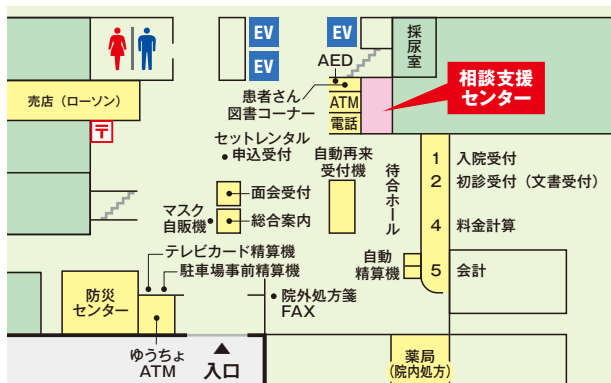 EV
EV
EV
採尿室
AED
相談支援
センター
売店（ローソン）
患者さん
図書コーナー
ATM
電話
〒
セットレンタル
申込受付
自動再来
受付機
待合ホール
1 入院受付
2 初診受付（文書受付）
面会受付
マスク
自販機
総合案内
4 料金計算
テレビカード精算機
駐車場事前精算機
自動
精算機
5 会計
防災
センター
院外処方箋
FAX
ゆうちょ
ATM
▲
入口
薬局
（院内処方）